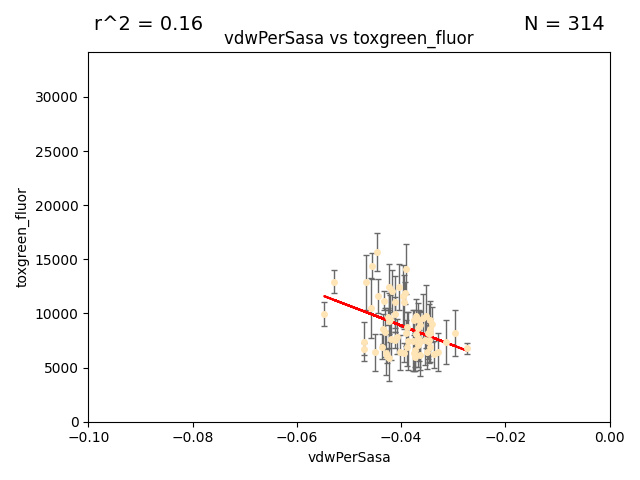 r^2 = 0.16
N = 314
vdwPerSasa vs toxgreen_fluor
30000
25000
20000
15000
10000
5000
0
toxgreen_fluor
−0.10
−0.08
−0.06
−0.04
−0.02
0.00
vdwPerSasa